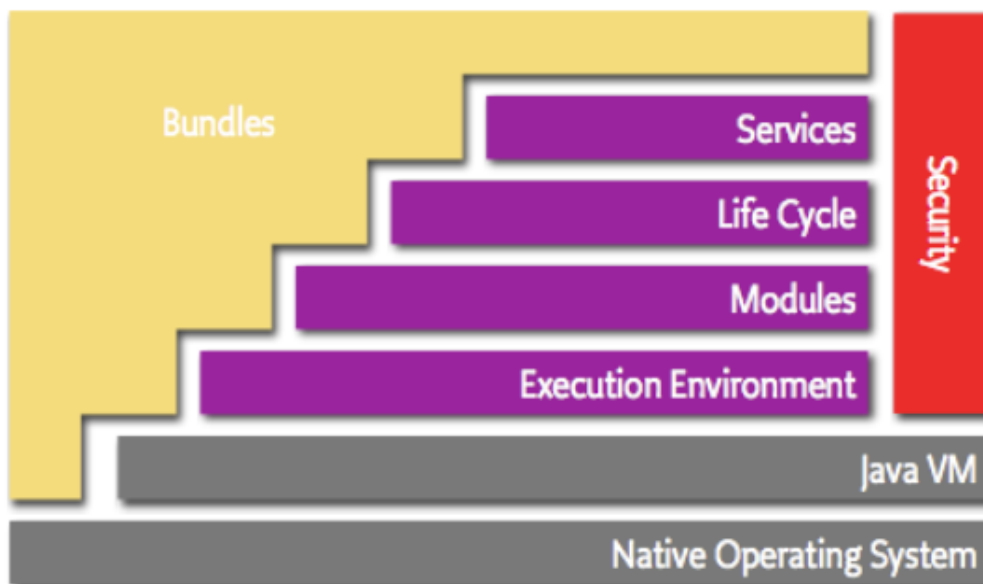 Bundles
Services
Life Cycle
Modules
Execution Environment
Security
Java VM
Native Operating System